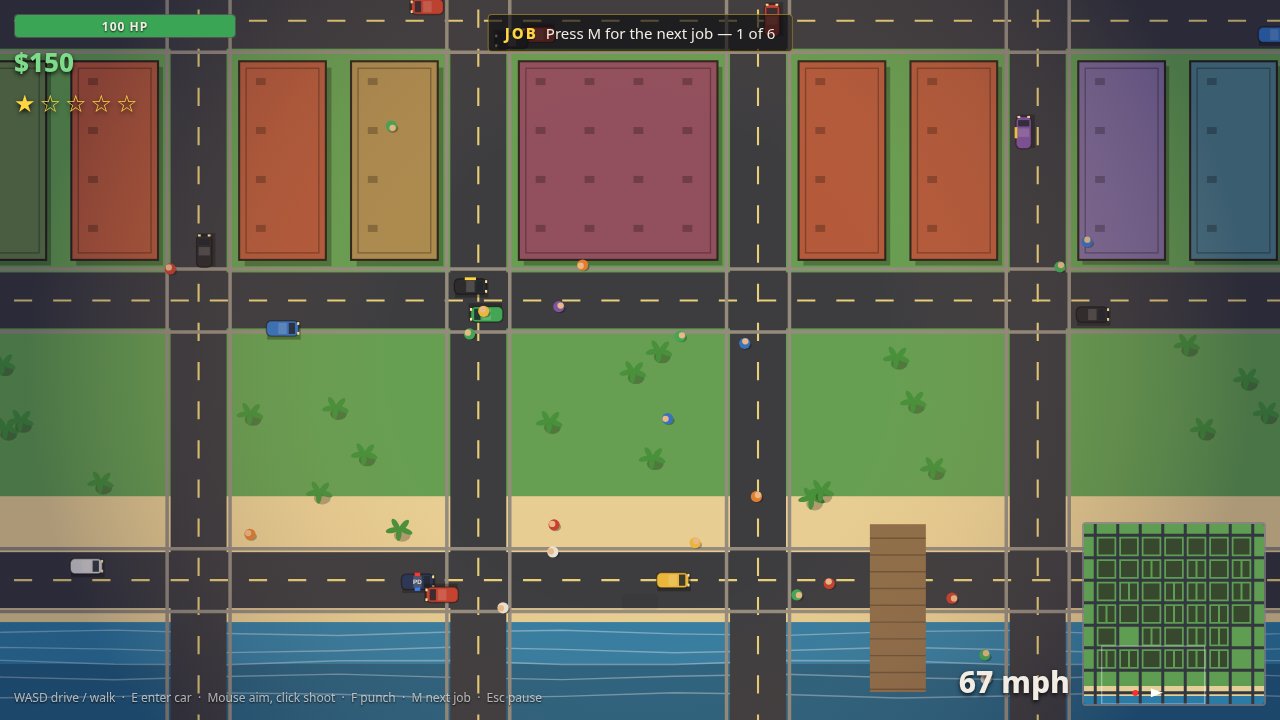 100 HP
JOB Press M for the next job — 1 of 6
$150
PD
67 mph
WASD drive / walk · E enter car · Mouse aim, click shoot · F punch · M next job · Esc pause